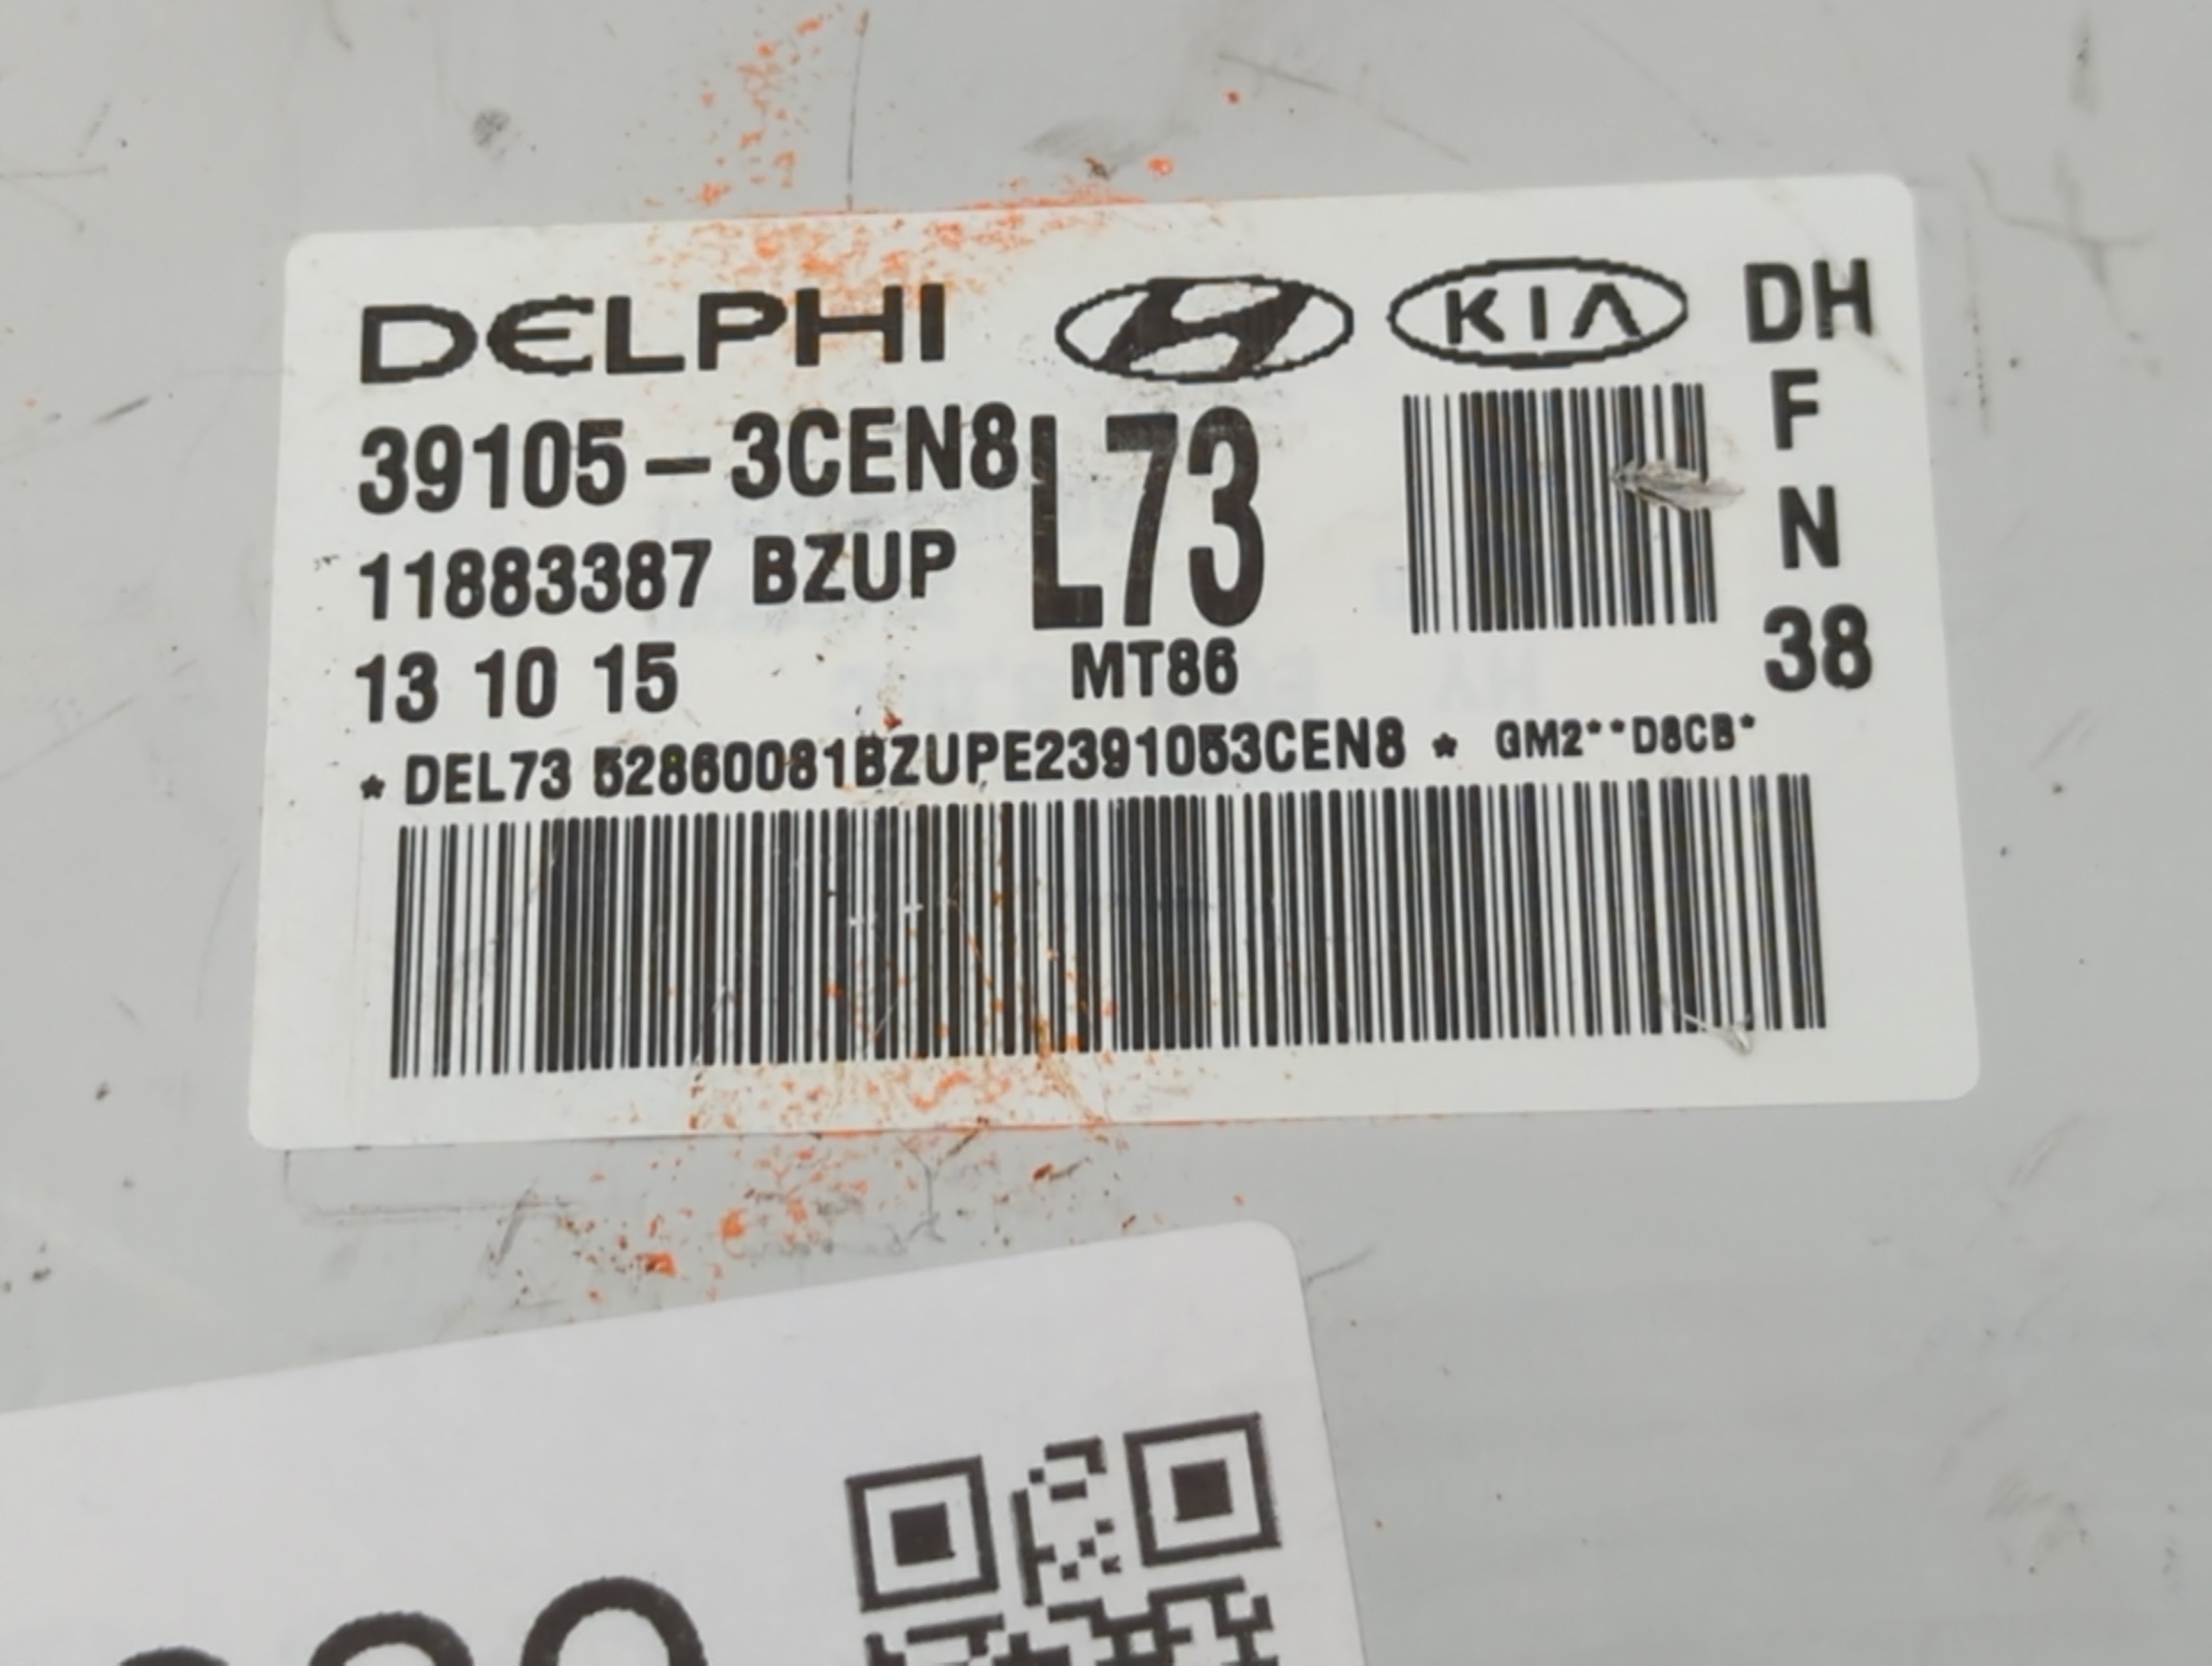 DELPHI KIA DH
39105-3CEN8 L73 F
11883387 BZUP N
13 10 15 MT86 38
* DEL73 52860081BZUPE2391053CEN8 * GM2**D8CB*